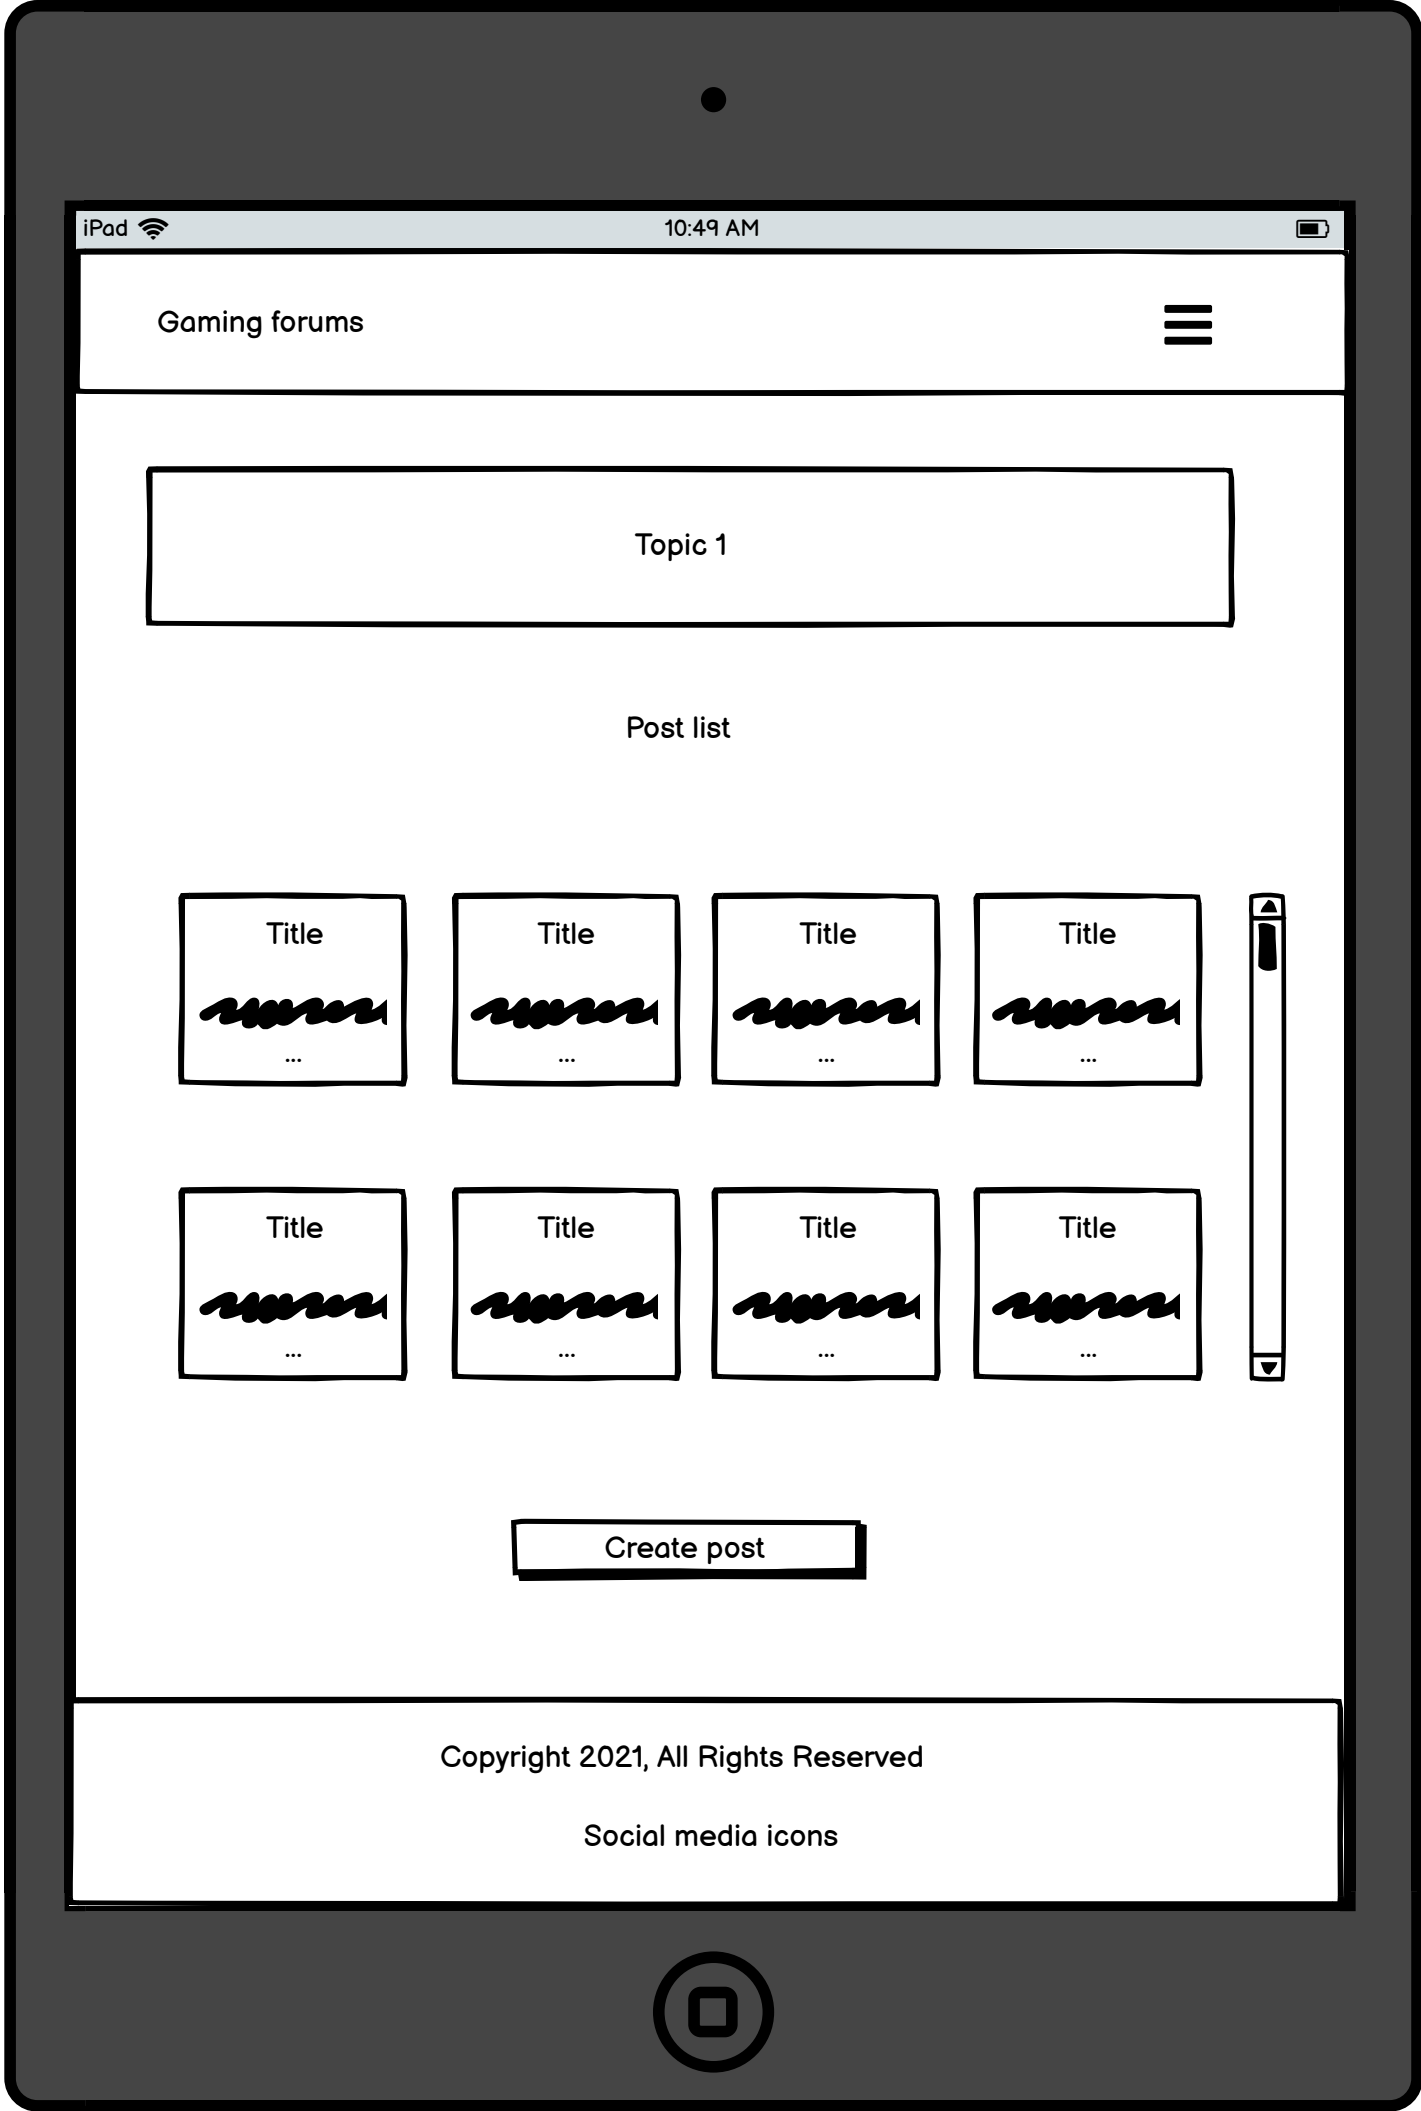 iPad 10:49 AM
Gaming forums
Topic 1
Post list
Title Title Title Title
... ... ... ...
Title Title Title Title
... ... ... ...
Create post
Copyright 2021, All Rights Reserved
Social media icons